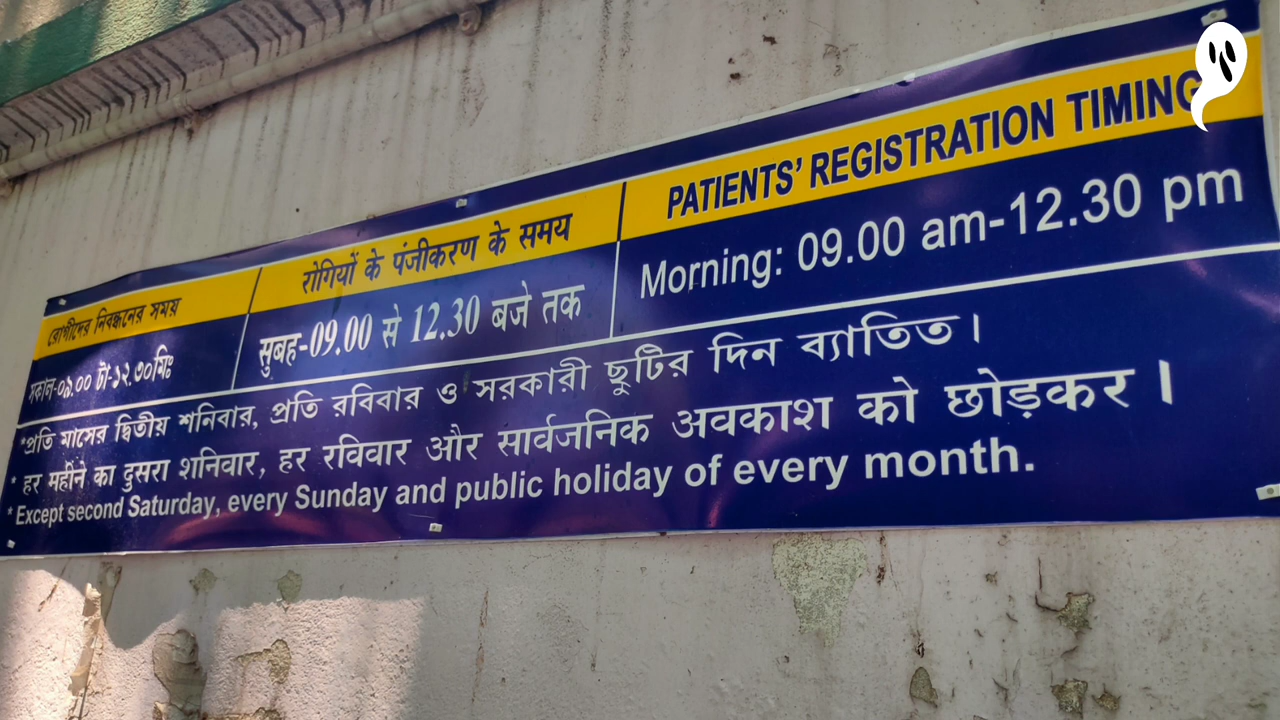 রোগীদের নিবন্ধনের সময়
সকাল-০৯.০০ টা-১২.৩০মিঃ
रोगियों के पंजीकरण के समय
सुबह-09.00 से 12.30 बजे तक
PATIENTS' REGISTRATION TIMING
Morning: 09.00 am-12.30 pm
*প্রতি মাসের দ্বিতীয় শনিবার, প্রতি রবিবার ও সরকারী ছুটির দিন ব্যাতিত।
* हर महीने का दुसरा शनिवार, हर रविवार और सार्वजनिक अवकाश को छोड़कर।
* Except second Saturday, every Sunday and public holiday of every month.